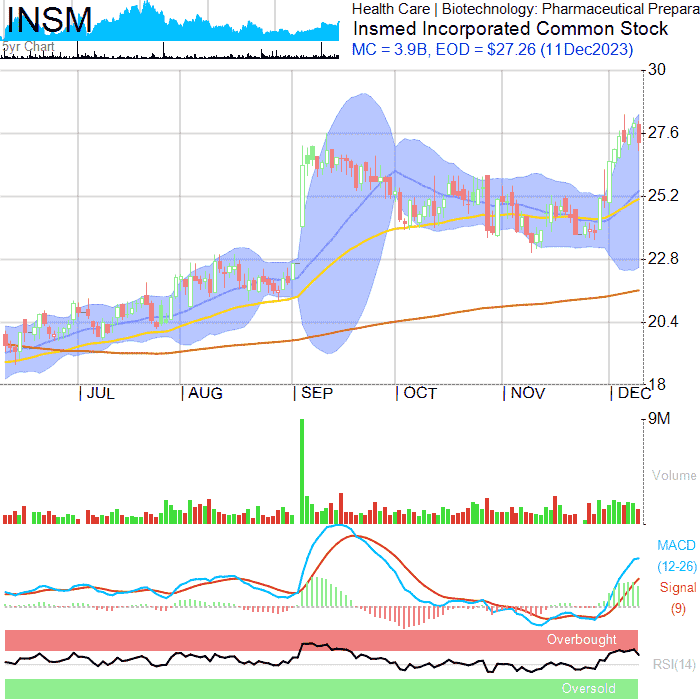 INSM
5yr Chart
Health Care | Biotechnology: Pharmaceutical Prepara
Insmed Incorporated Common Stock
MC = 3.9B, EOD = $27.26 (11Dec2023)
30
27.6
25.2
22.8
20.4
18
JUL
AUG
SEP
OCT
NOV
DEC
9M
Volume
MACD
(12-26)
Signal
(9)
Overbought
RSI(14)
Oversold